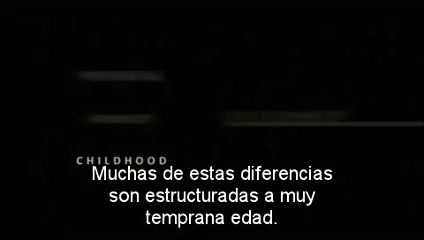 CHILDHOOD
Muchas de estas diferencias
son estructuradas a muy
temprana edad.